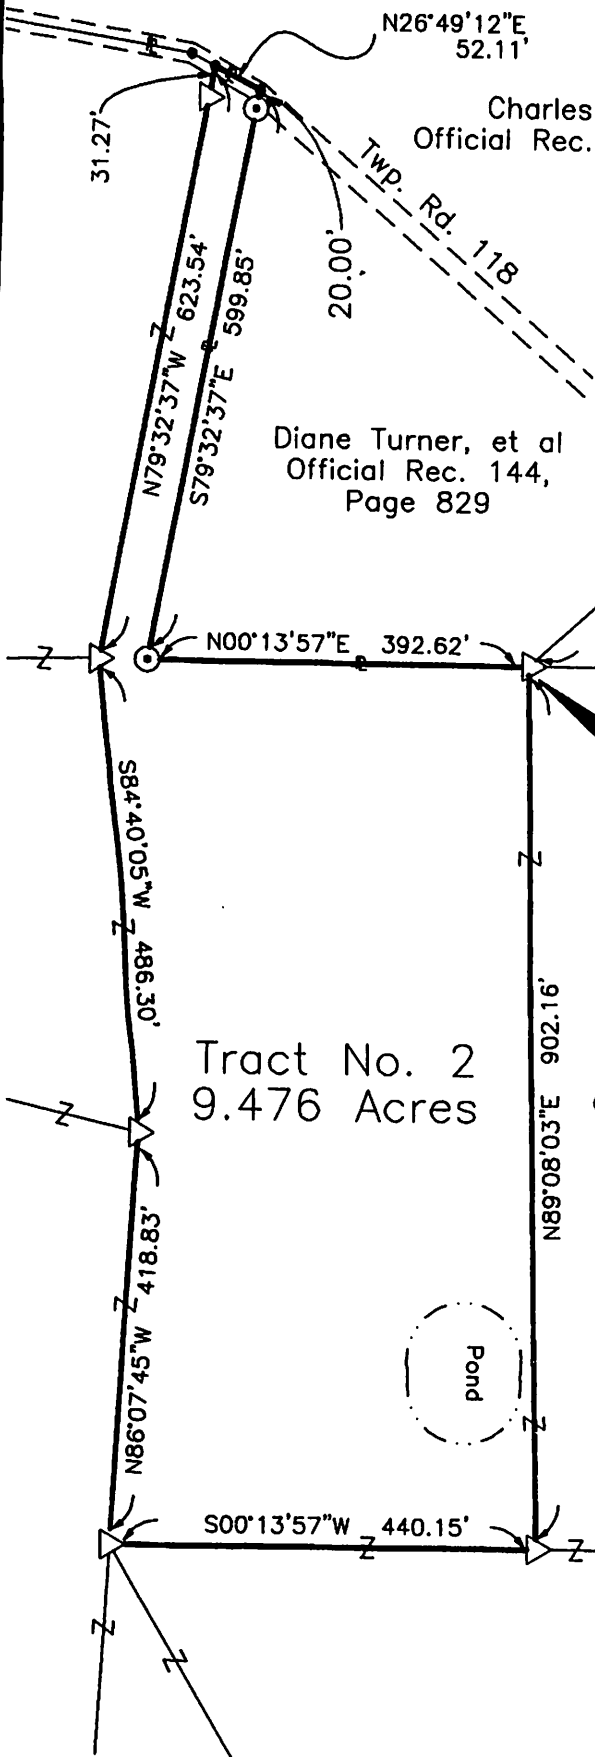 N26°49'12"E
52.11'
Charles
Official Rec.
31.27'
Twp. Rd. 118
20.00'
N79°32'37"W 623.54'
S79°32'37"E 599.85'
Diane Turner, et al
Official Rec. 144,
Page 829
N00°13'57"E 392.62'
S84°40'05"W 486.30'
Tract No. 2
9.476 Acres
N89°08'03"E 902.16'
N86°07'45"W 418.83'
Pond
S00°13'57"W 440.15'